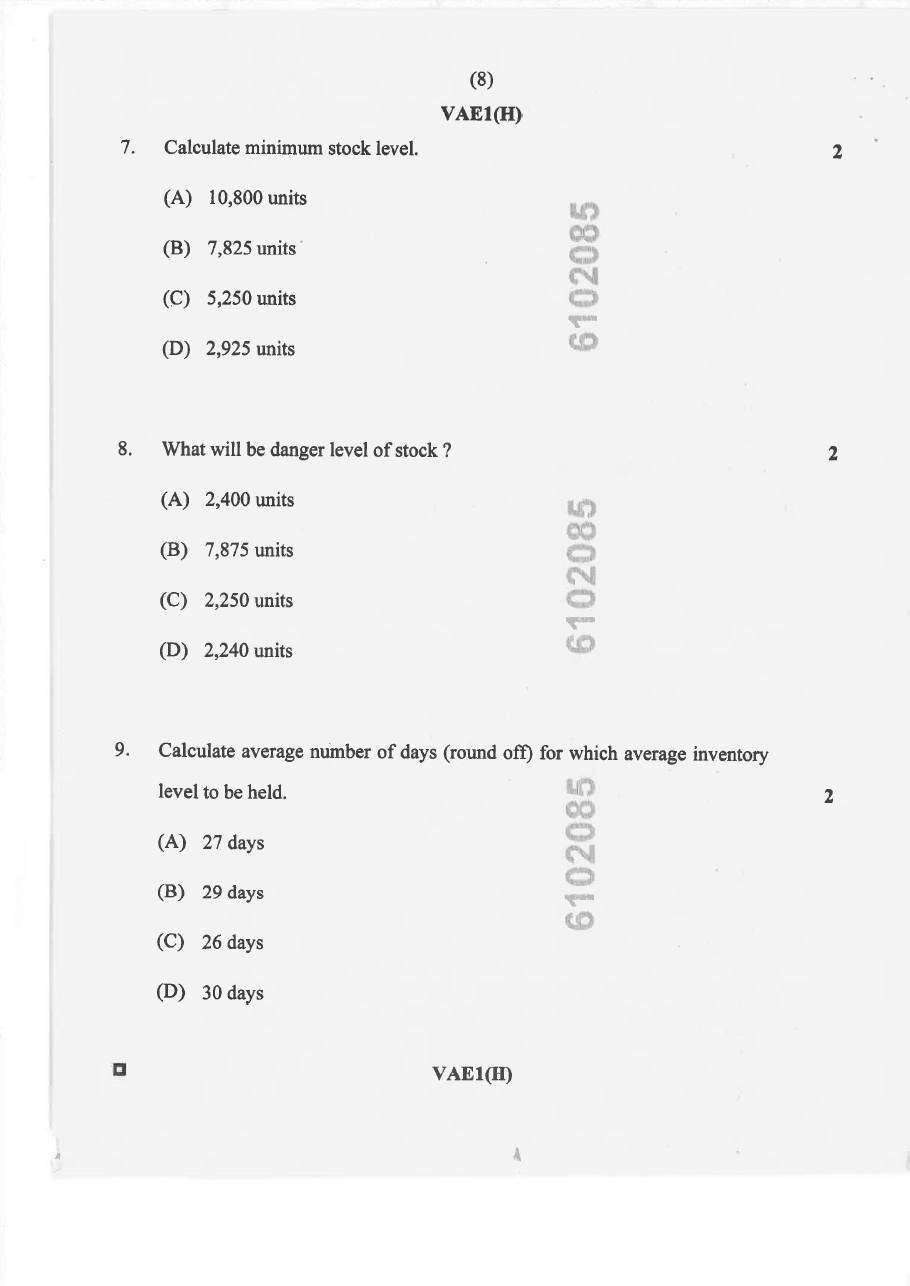 (8)
VAE1(H)
7. Calculate minimum stock level. 2
(A) 10,800 units
(B) 7,825 units
(C) 5,250 units
(D) 2,925 units
6102085
8. What will be danger level of stock ? 2
(A) 2,400 units
(B) 7,875 units
(C) 2,250 units
(D) 2,240 units
6102085
9. Calculate average number of days (round off) for which average inventory
level to be held. 2
(A) 27 days
(B) 29 days
(C) 26 days
(D) 30 days
6102085
VAE1(H)